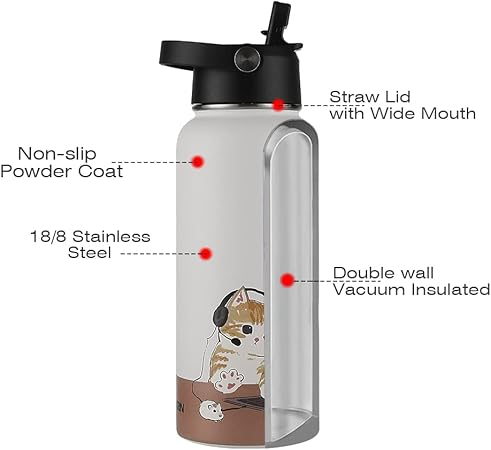 Straw Lid
with Wide Mouth
Non-slip
Powder Coat
18/8 Stainless
Steel
Double wall
Vacuum Insulated